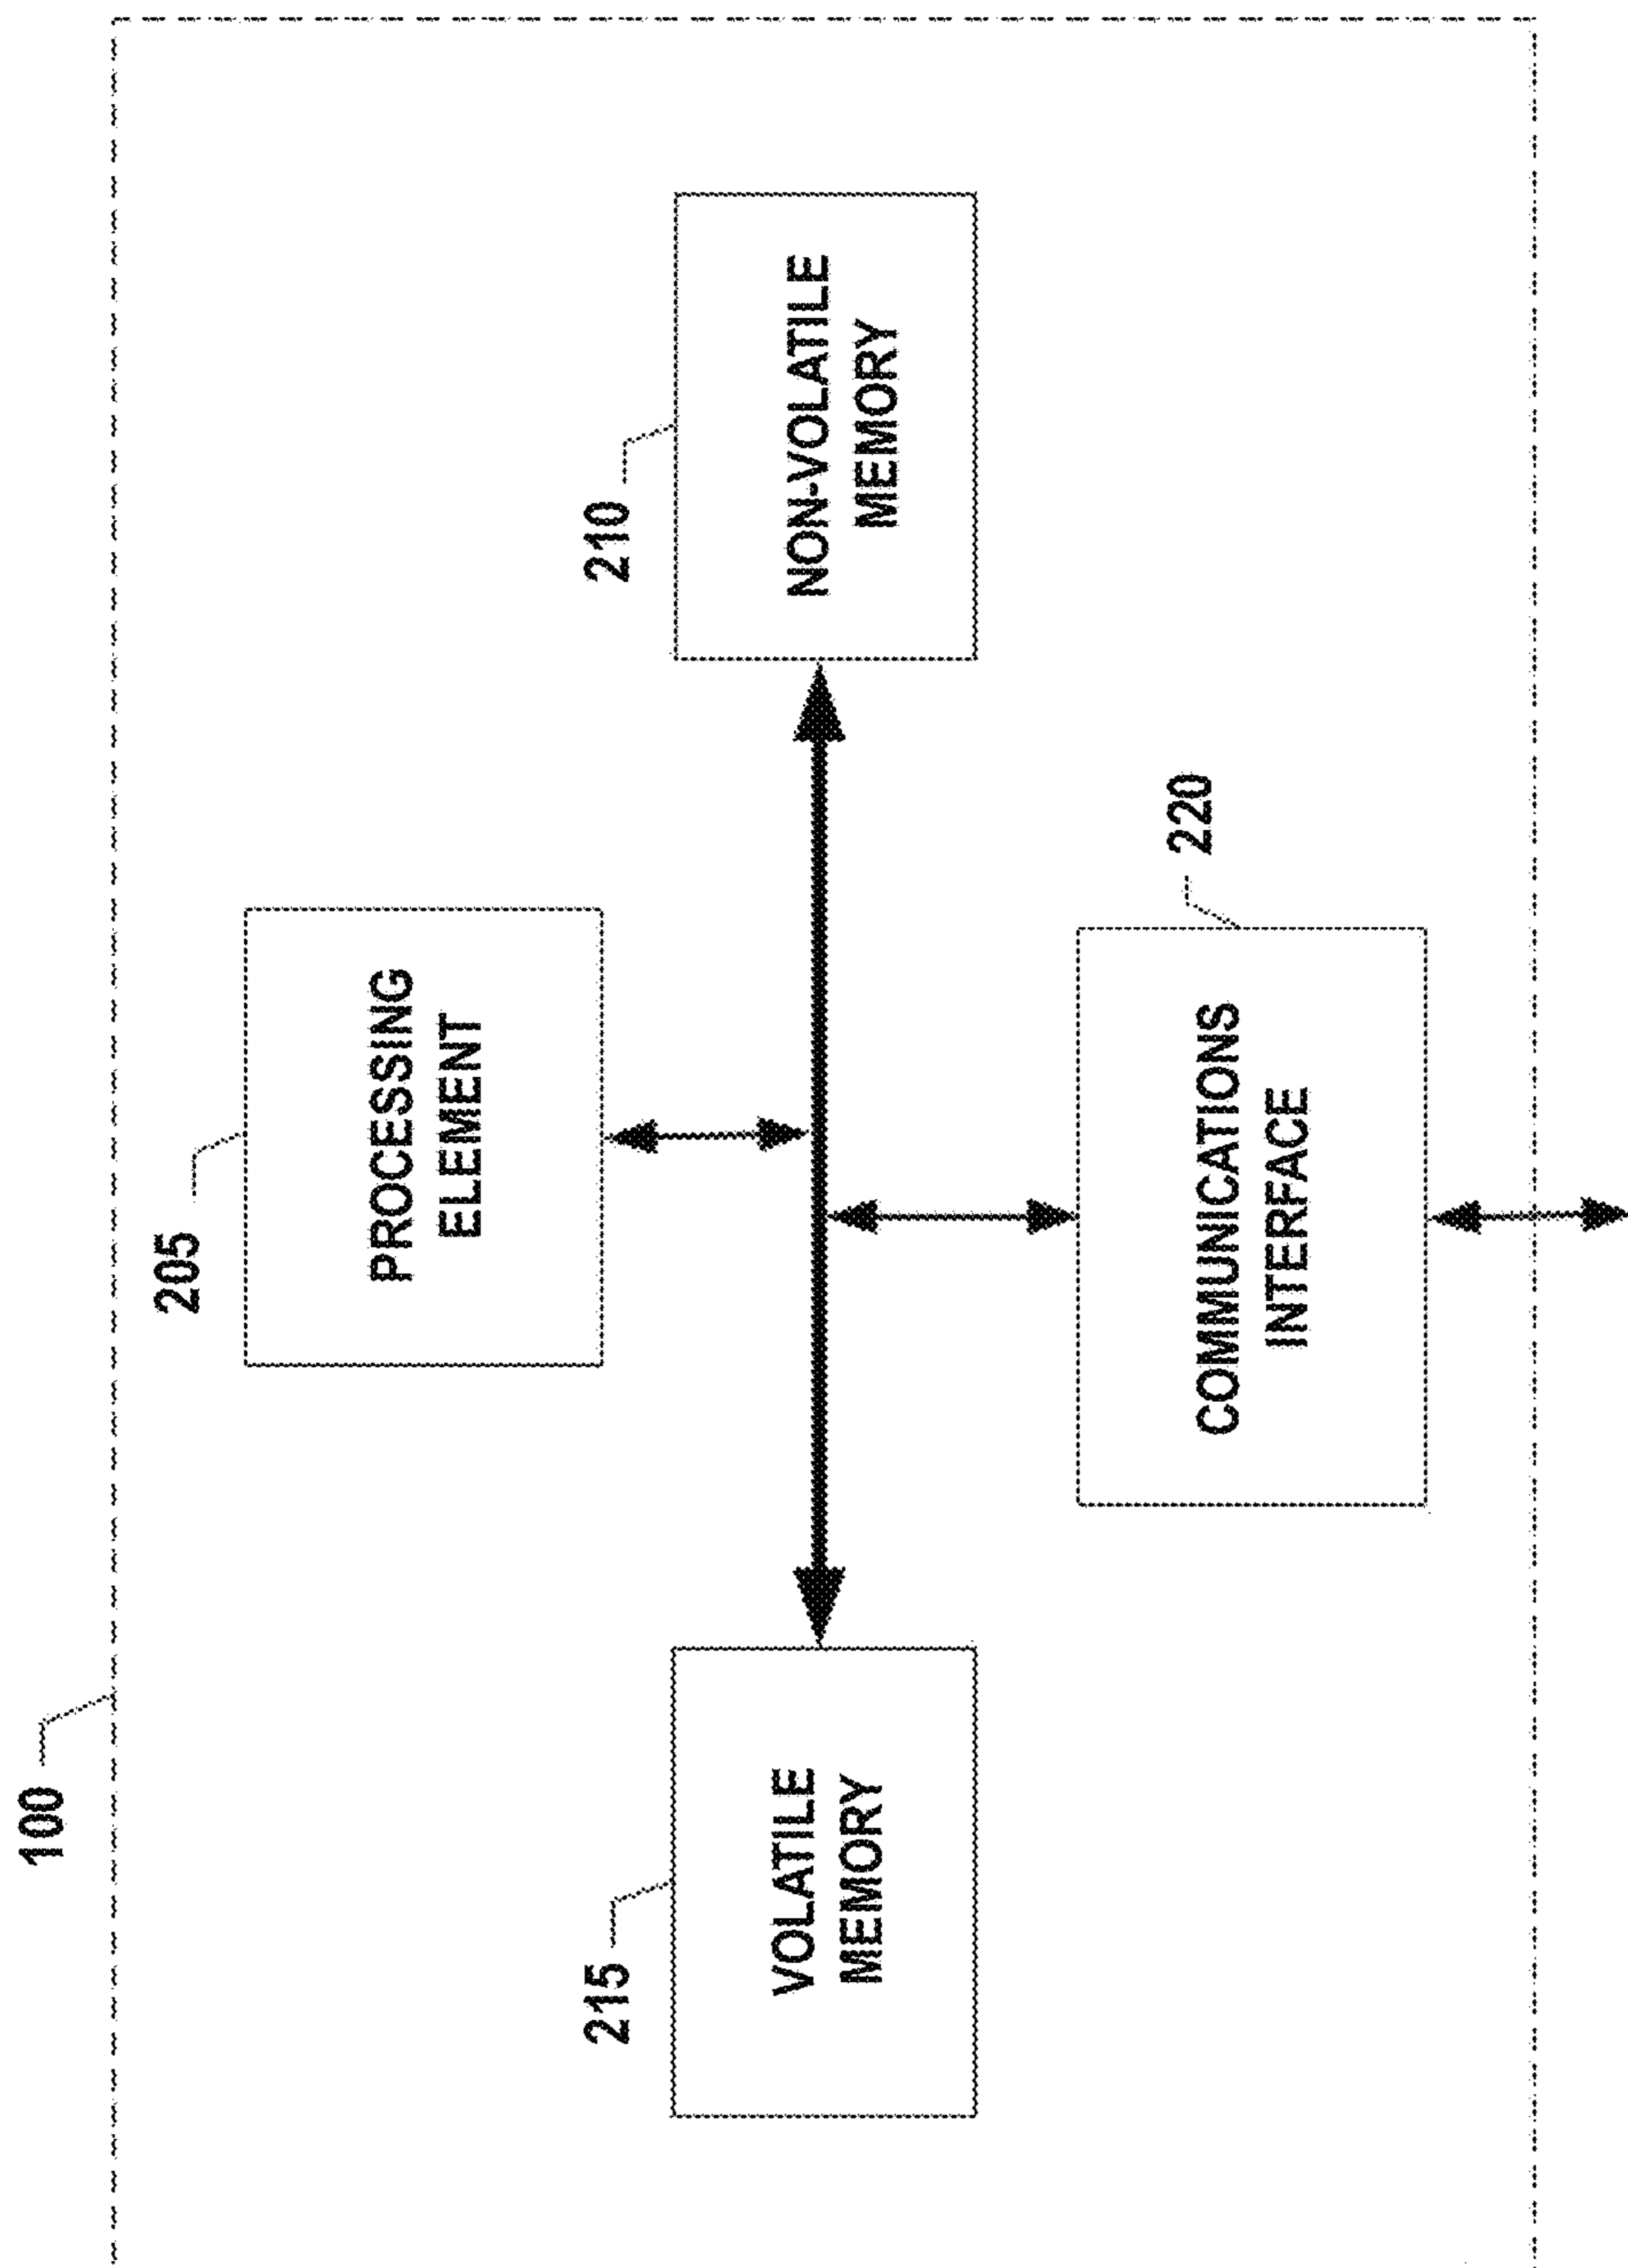 100
205
PROCESSING
ELEMENT
215
VOLATILE
MEMORY
210
NON-VOLATILE
MEMORY
220
COMMUNICATIONS
INTERFACE